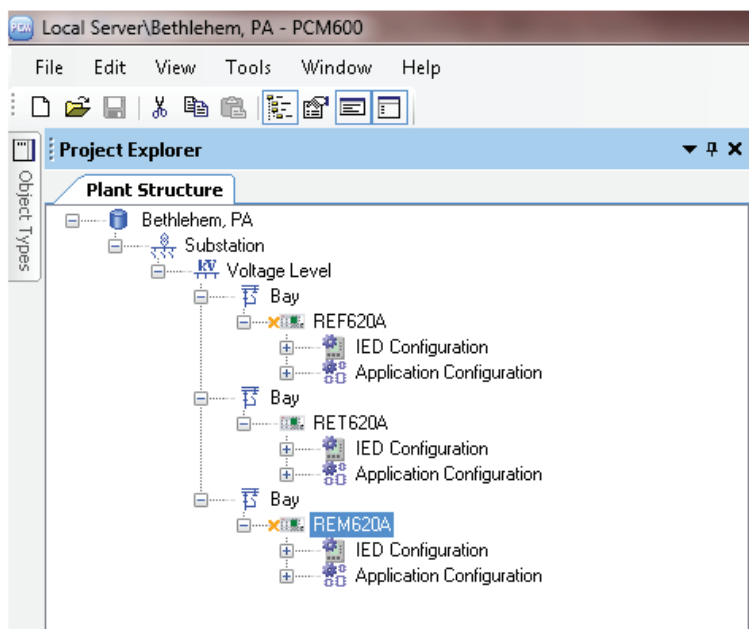 PCM Local Server\Bethlehem, PA - PCM600
File Edit View Tools Window Help
Object Types
Project Explorer
Plant Structure
Bethlehem, PA
Substation
kV Voltage Level
Bay
REF620A
IED Configuration
Application Configuration
Bay
RET620A
IED Configuration
Application Configuration
Bay
REM620A
IED Configuration
Application Configuration